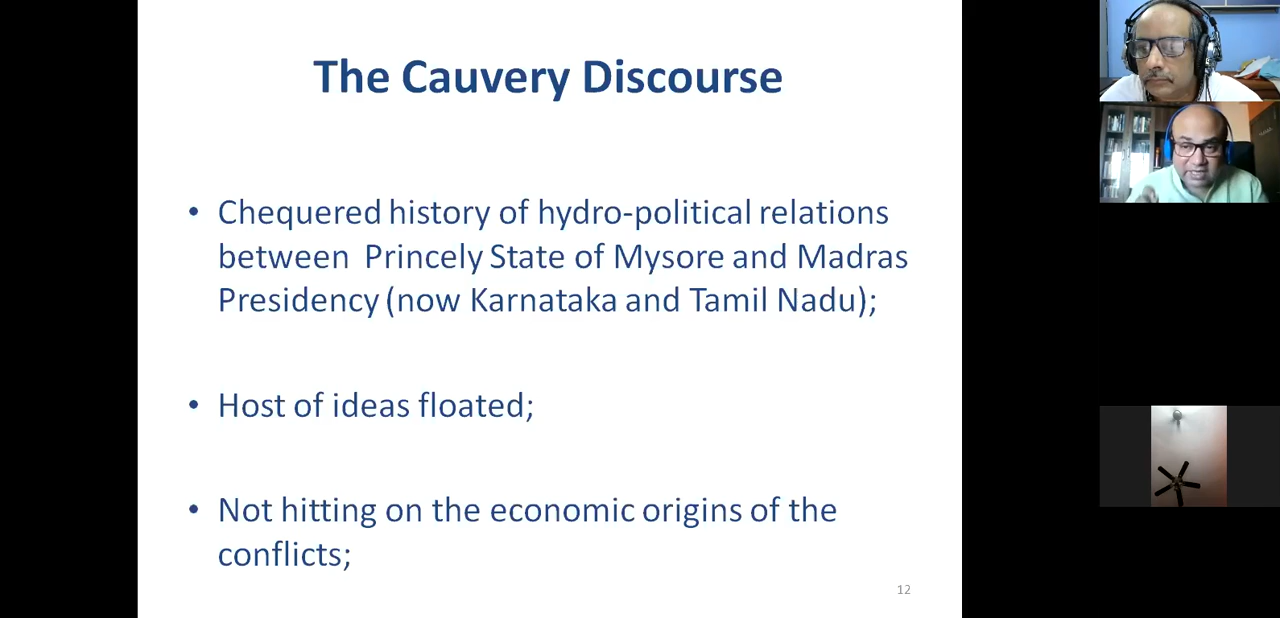 The Cauvery Discourse
• Chequered history of hydro-political relations
between Princely State of Mysore and Madras
Presidency (now Karnataka and Tamil Nadu);
• Host of ideas floated;
• Not hitting on the economic origins of the
conflicts;
12